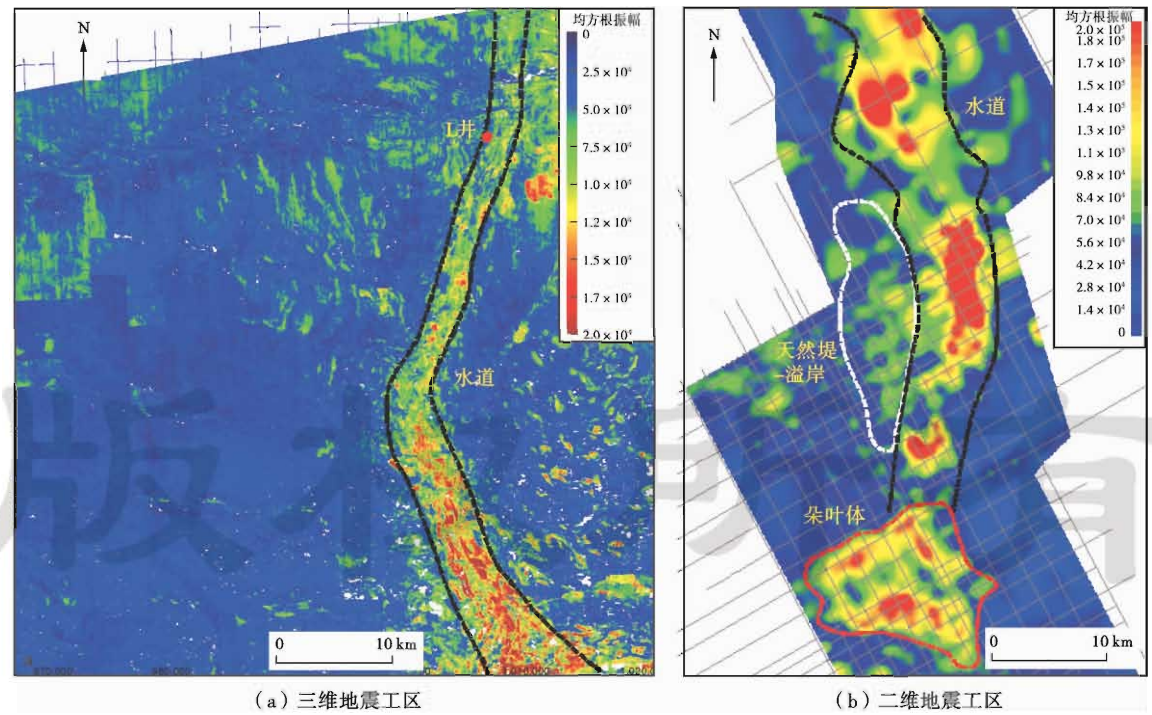 均方根振幅
0
2.5 × 10⁴
5.0 × 10⁴
7.5 × 10⁴
1.0 × 10⁵
1.2 × 10⁵
1.5 × 10⁵
1.7 × 10⁵
2.0 × 10⁵
N
L井
水道
0 10 km
(a)三维地震工区
均方根振幅
2.0 × 10⁵
1.8 × 10⁵
1.7 × 10⁵
1.5 × 10⁵
1.4 × 10⁵
1.3 × 10⁵
1.1 × 10⁵
9.8 × 10⁴
8.4 × 10⁴
7.0 × 10⁴
5.6 × 10⁴
4.2 × 10⁴
2.8 × 10⁴
1.4 × 10⁴
0
N
水道
天然堤
-溢岸
朵叶体
0 10 km
(b)二维地震工区